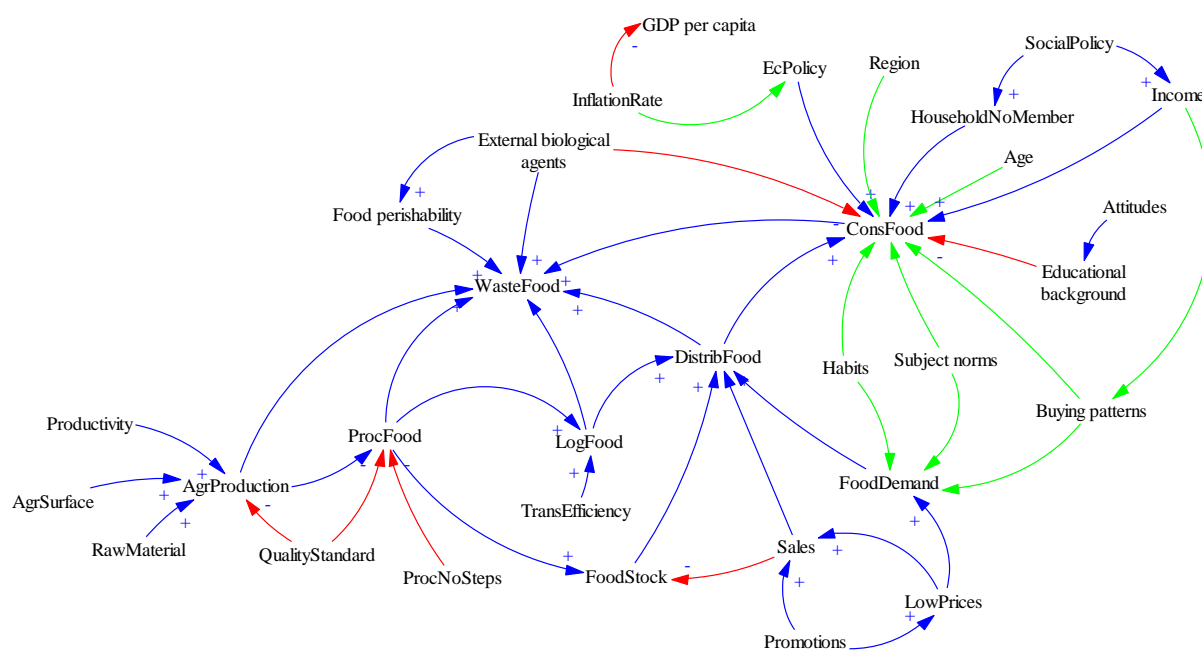 GDP per capita
SocialPolicy
EcPolicy
Region
-
InflationRate
+
+
Income
HouseholdNoMember
External biological
agents
Age
+
Food perishability
+
+
+
Attitudes
-
ConsFood
+
-
+
+
+
+
WasteFood
Educational
background
+
+
DistribFood
Habits
Subject norms
+
+
Buying patterns
Productivity
ProcFood
+
LogFood
-
-
+
+
AgrProduction
FoodDemand
AgrSurface
+
-
+
TransEfficiency
+
RawMaterial
QualityStandard
+
Sales
+
-
ProcNoSteps
FoodStock
+
LowPrices
+
Promotions